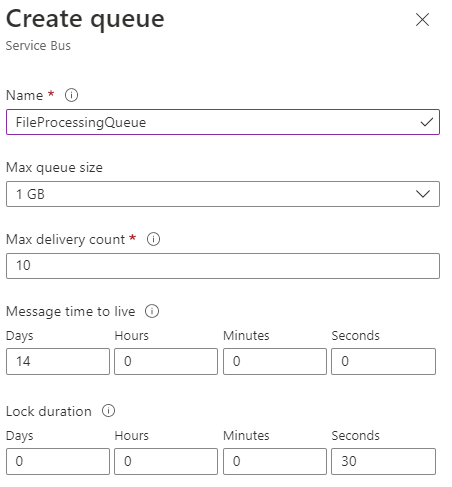 Create queue
Service Bus
Name *
FileProcessingQueue
Max queue size
1 GB
Max delivery count *
10
Message time to live
Days Hours Minutes Seconds
14 0 0 0
Lock duration
Days Hours Minutes Seconds
0 0 0 30